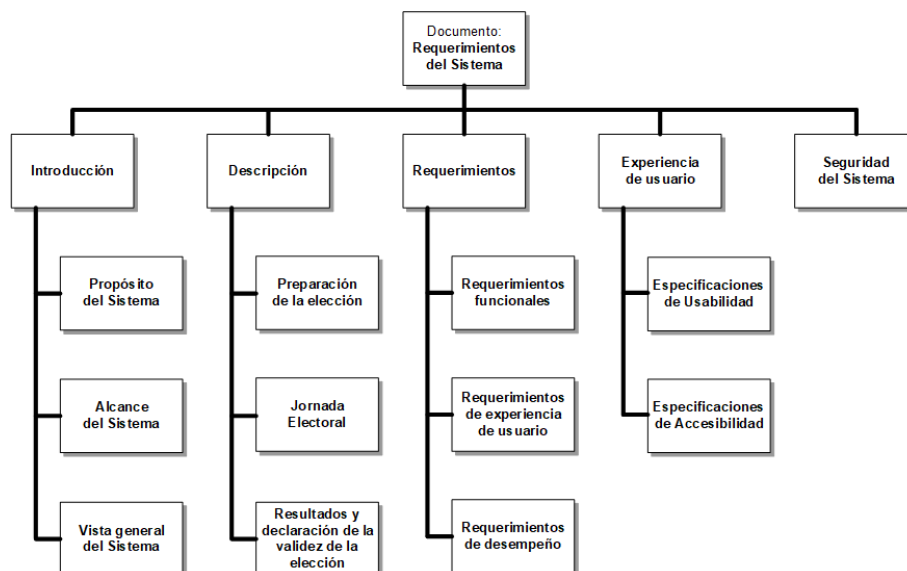 Documento:
Requerimientos
del Sistema
Introducción
Descripción
Requerimientos
Experiencia
de usuario
Seguridad
del Sistema
Propósito
del Sistema
Preparación
de la elección
Requerimientos
funcionales
Especificaciones
de Usabilidad
Alcance
del Sistema
Jornada
Electoral
Requerimientos
de experiencia
de usuario
Especificaciones
de Accesibilidad
Vista general
del Sistema
Resultados y
declaración de la
validez de la
elección
Requerimientos
de desempeño